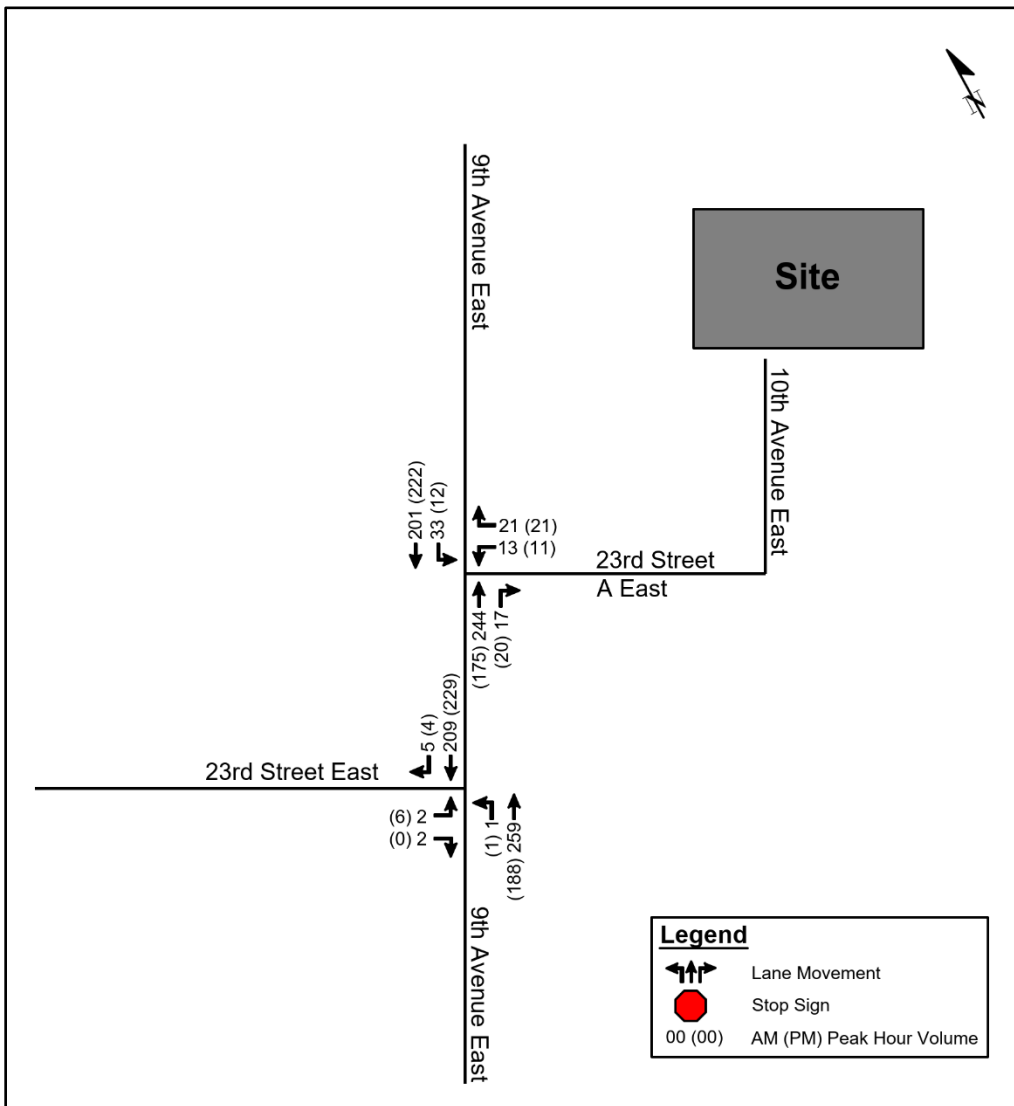 N
9th Avenue East
Site
10th Avenue East
201 (222)
33 (12)
21 (21)
13 (11)
23rd Street
A East
(175) 244
(20) 17
5 (4)
209 (229)
23rd Street East
(6) 2
(0) 2
(1) 1
(188) 259
9th Avenue East
Legend
Lane Movement
Stop Sign
00 (00) AM (PM) Peak Hour Volume